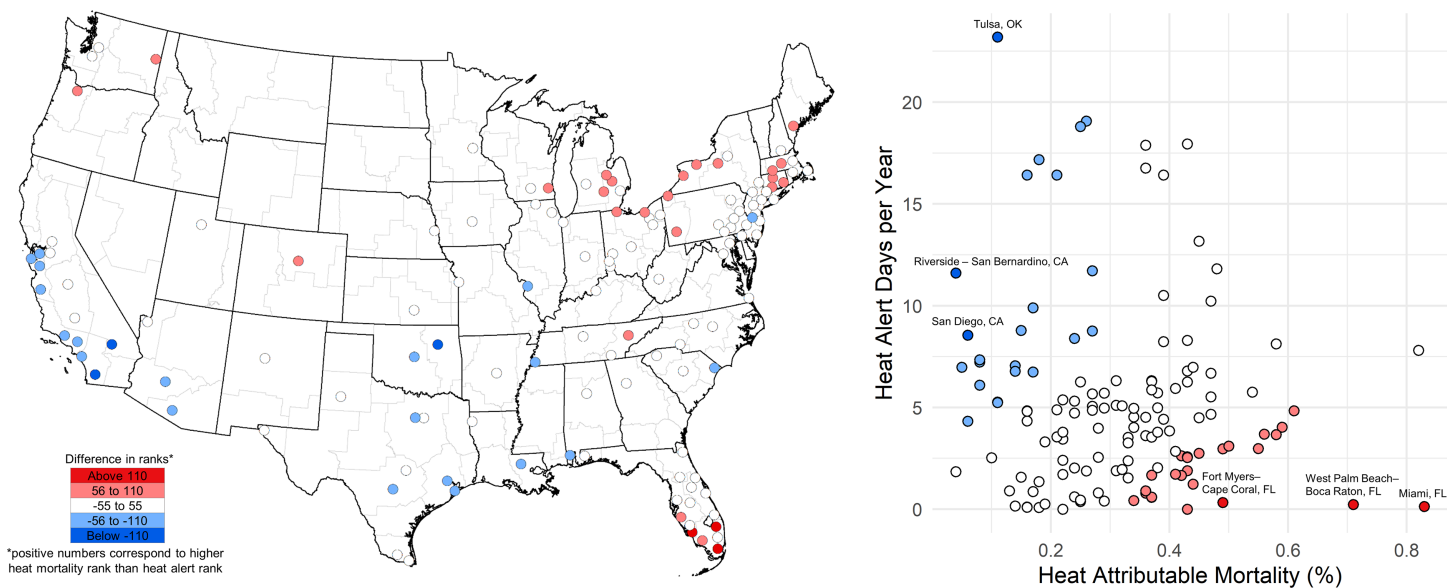 Difference in ranks*
Above 110
56 to 110
-55 to 55
-56 to -110
Below -110
*positive numbers correspond to higher
heat mortality rank than heat alert rank
Heat Alert Days per Year
20
15
10
5
0
Tulsa, OK
Riverside – San Bernardino, CA
San Diego, CA
Fort Myers–
Cape Coral, FL
West Palm Beach–
Boca Raton, FL
Miami, FL
0.2
0.4
0.6
0.8
Heat Attributable Mortality (%)